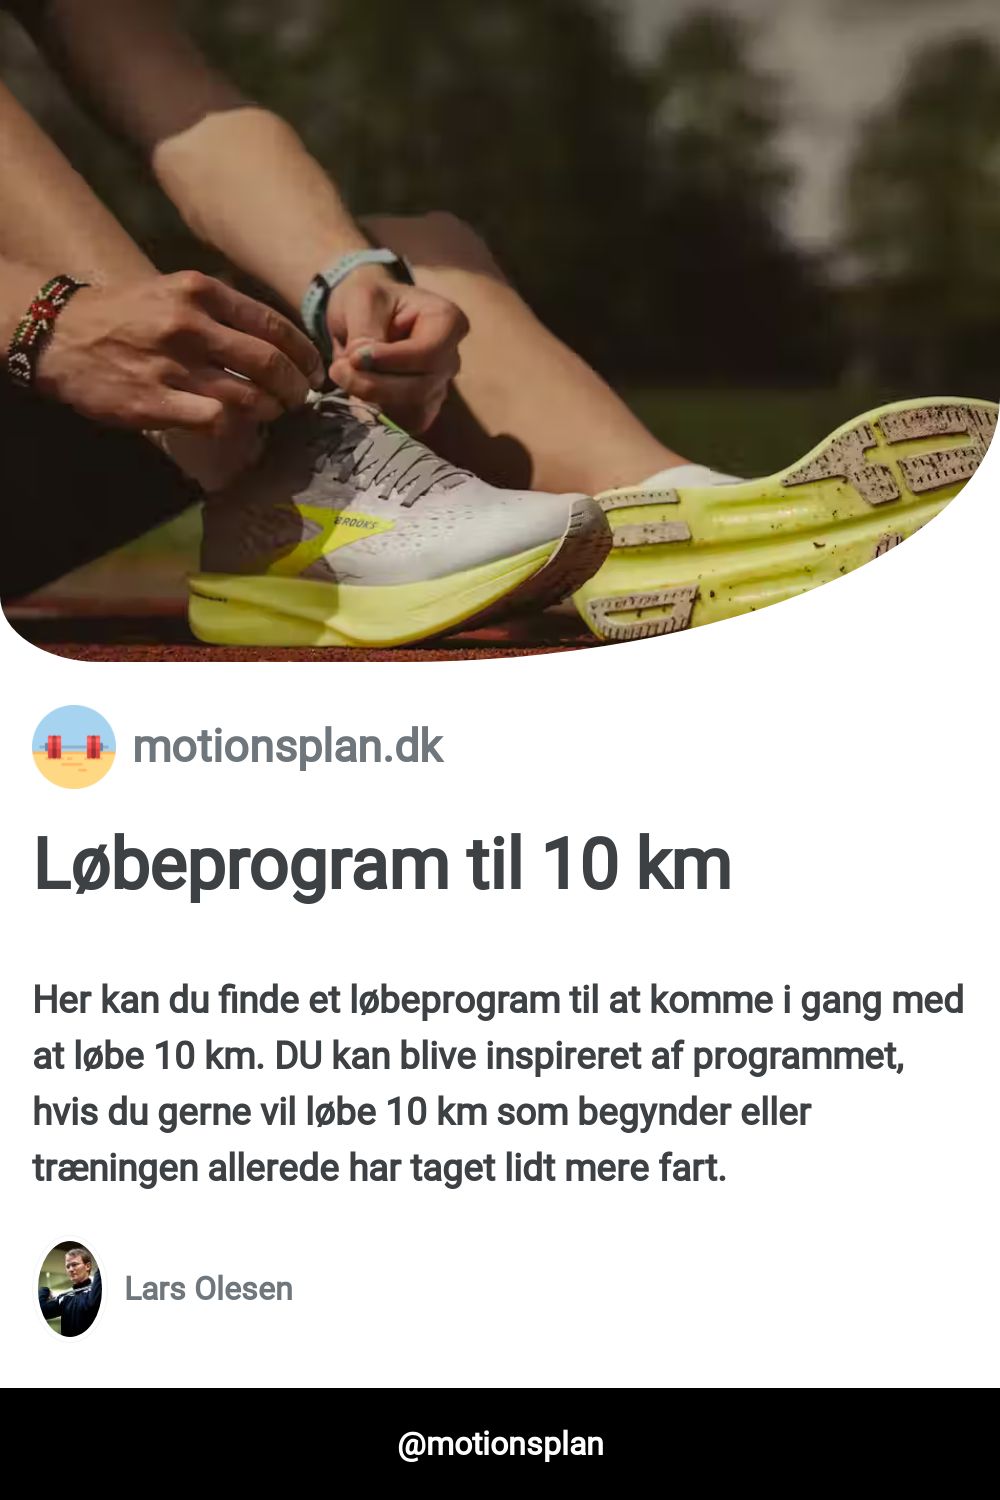 BROOKS
motionsplan.dk
Løbeprogram til 10 km
Her kan du finde et løbeprogram til at komme i gang med
at løbe 10 km. DU kan blive inspireret af programmet,
hvis du gerne vil løbe 10 km som begynder eller
træningen allerede har taget lidt mere fart.
Lars Olesen
@motionsplan